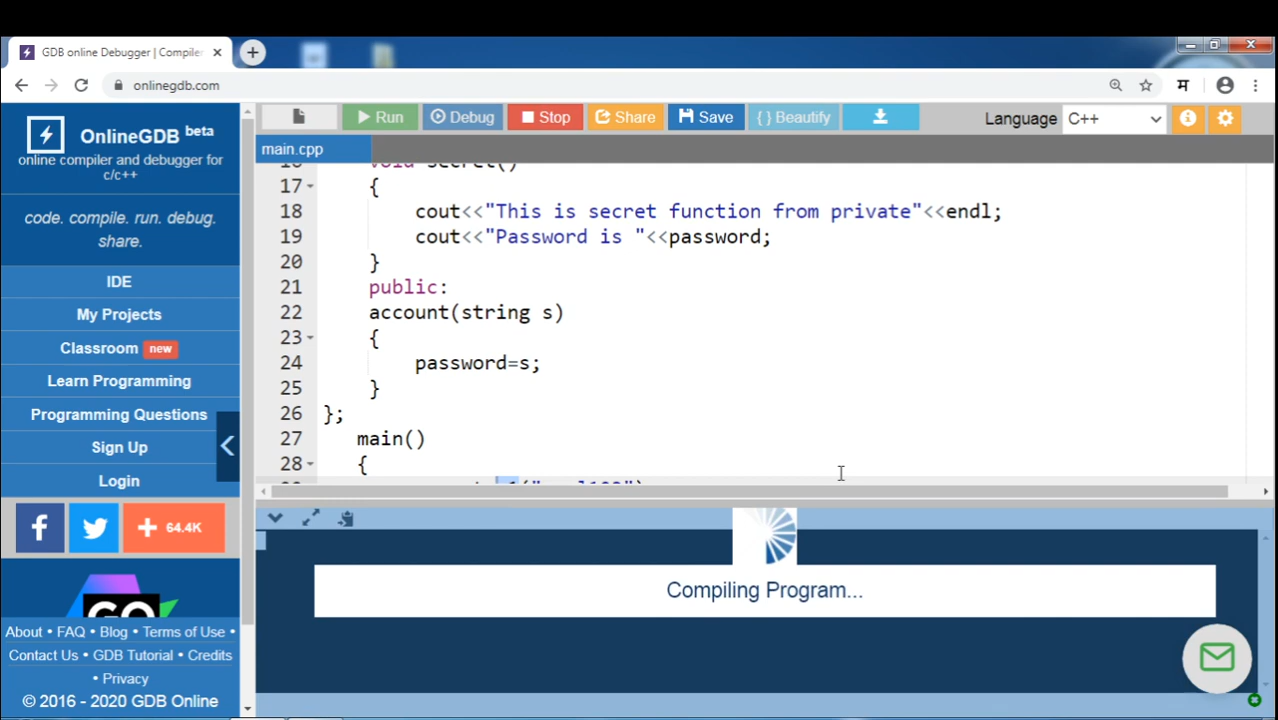 GDB online Debugger | Compiler
onlinegdb.com
म
OnlineGDB beta
online compiler and debugger for
c/c++
code. compile. run. debug.
share.
IDE
My Projects
Classroom new
Learn Programming
Programming Questions
Sign Up
Login
64.4K
GO
About • FAQ • Blog • Terms of Use •
Contact Us • GDB Tutorial • Credits
• Privacy
© 2016 - 2020 GDB Online
Run Debug Stop Share Save { } Beautify Language C++
main.cpp
16 void secret()
17 {
18 cout<<"This is secret function from private"<<endl;
19 cout<<"Password is "<<password;
20 }
21 public:
22 account(string s)
23 {
24 password=s;
25 }
26 };
27 main()
28 {
Compiling Program...